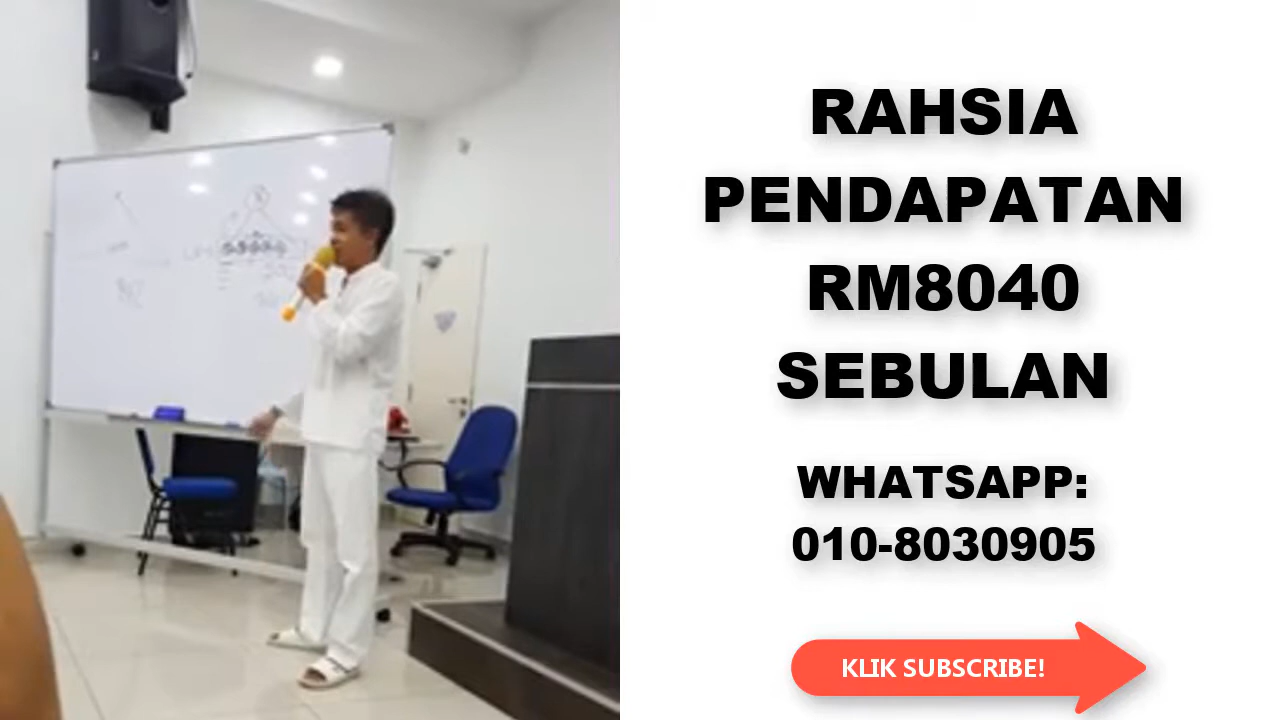 RAHSIA
PENDAPATAN
RM8040
SEBULAN
WHATSAPP:
010-8030905
KLIK SUBSCRIBE!